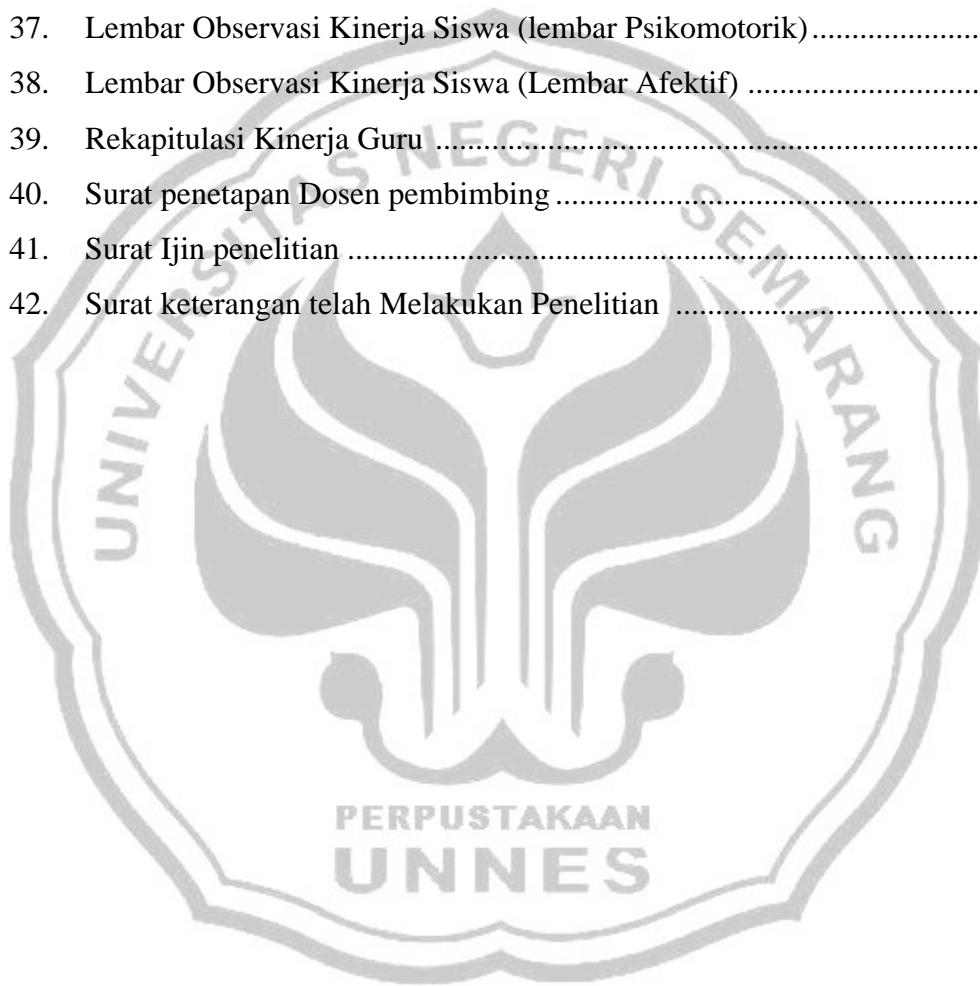 37. Lembar Observasi Kinerja Siswa (lembar Psikomotorik).....................
38. Lembar Observasi Kinerja Siswa (Lembar Afektif) .............................
39. Rekapitulasi Kinerja Guru ....................................................................
40. Surat penetapan Dosen pembimbing .....................................................
41. Surat Ijin penelitian ...............................................................................
42. Surat keterangan telah Melakukan Penelitian ......................................
UNIVERSITAS NEGERI SEMARANG
PERPUSTAKAAN
UNNES